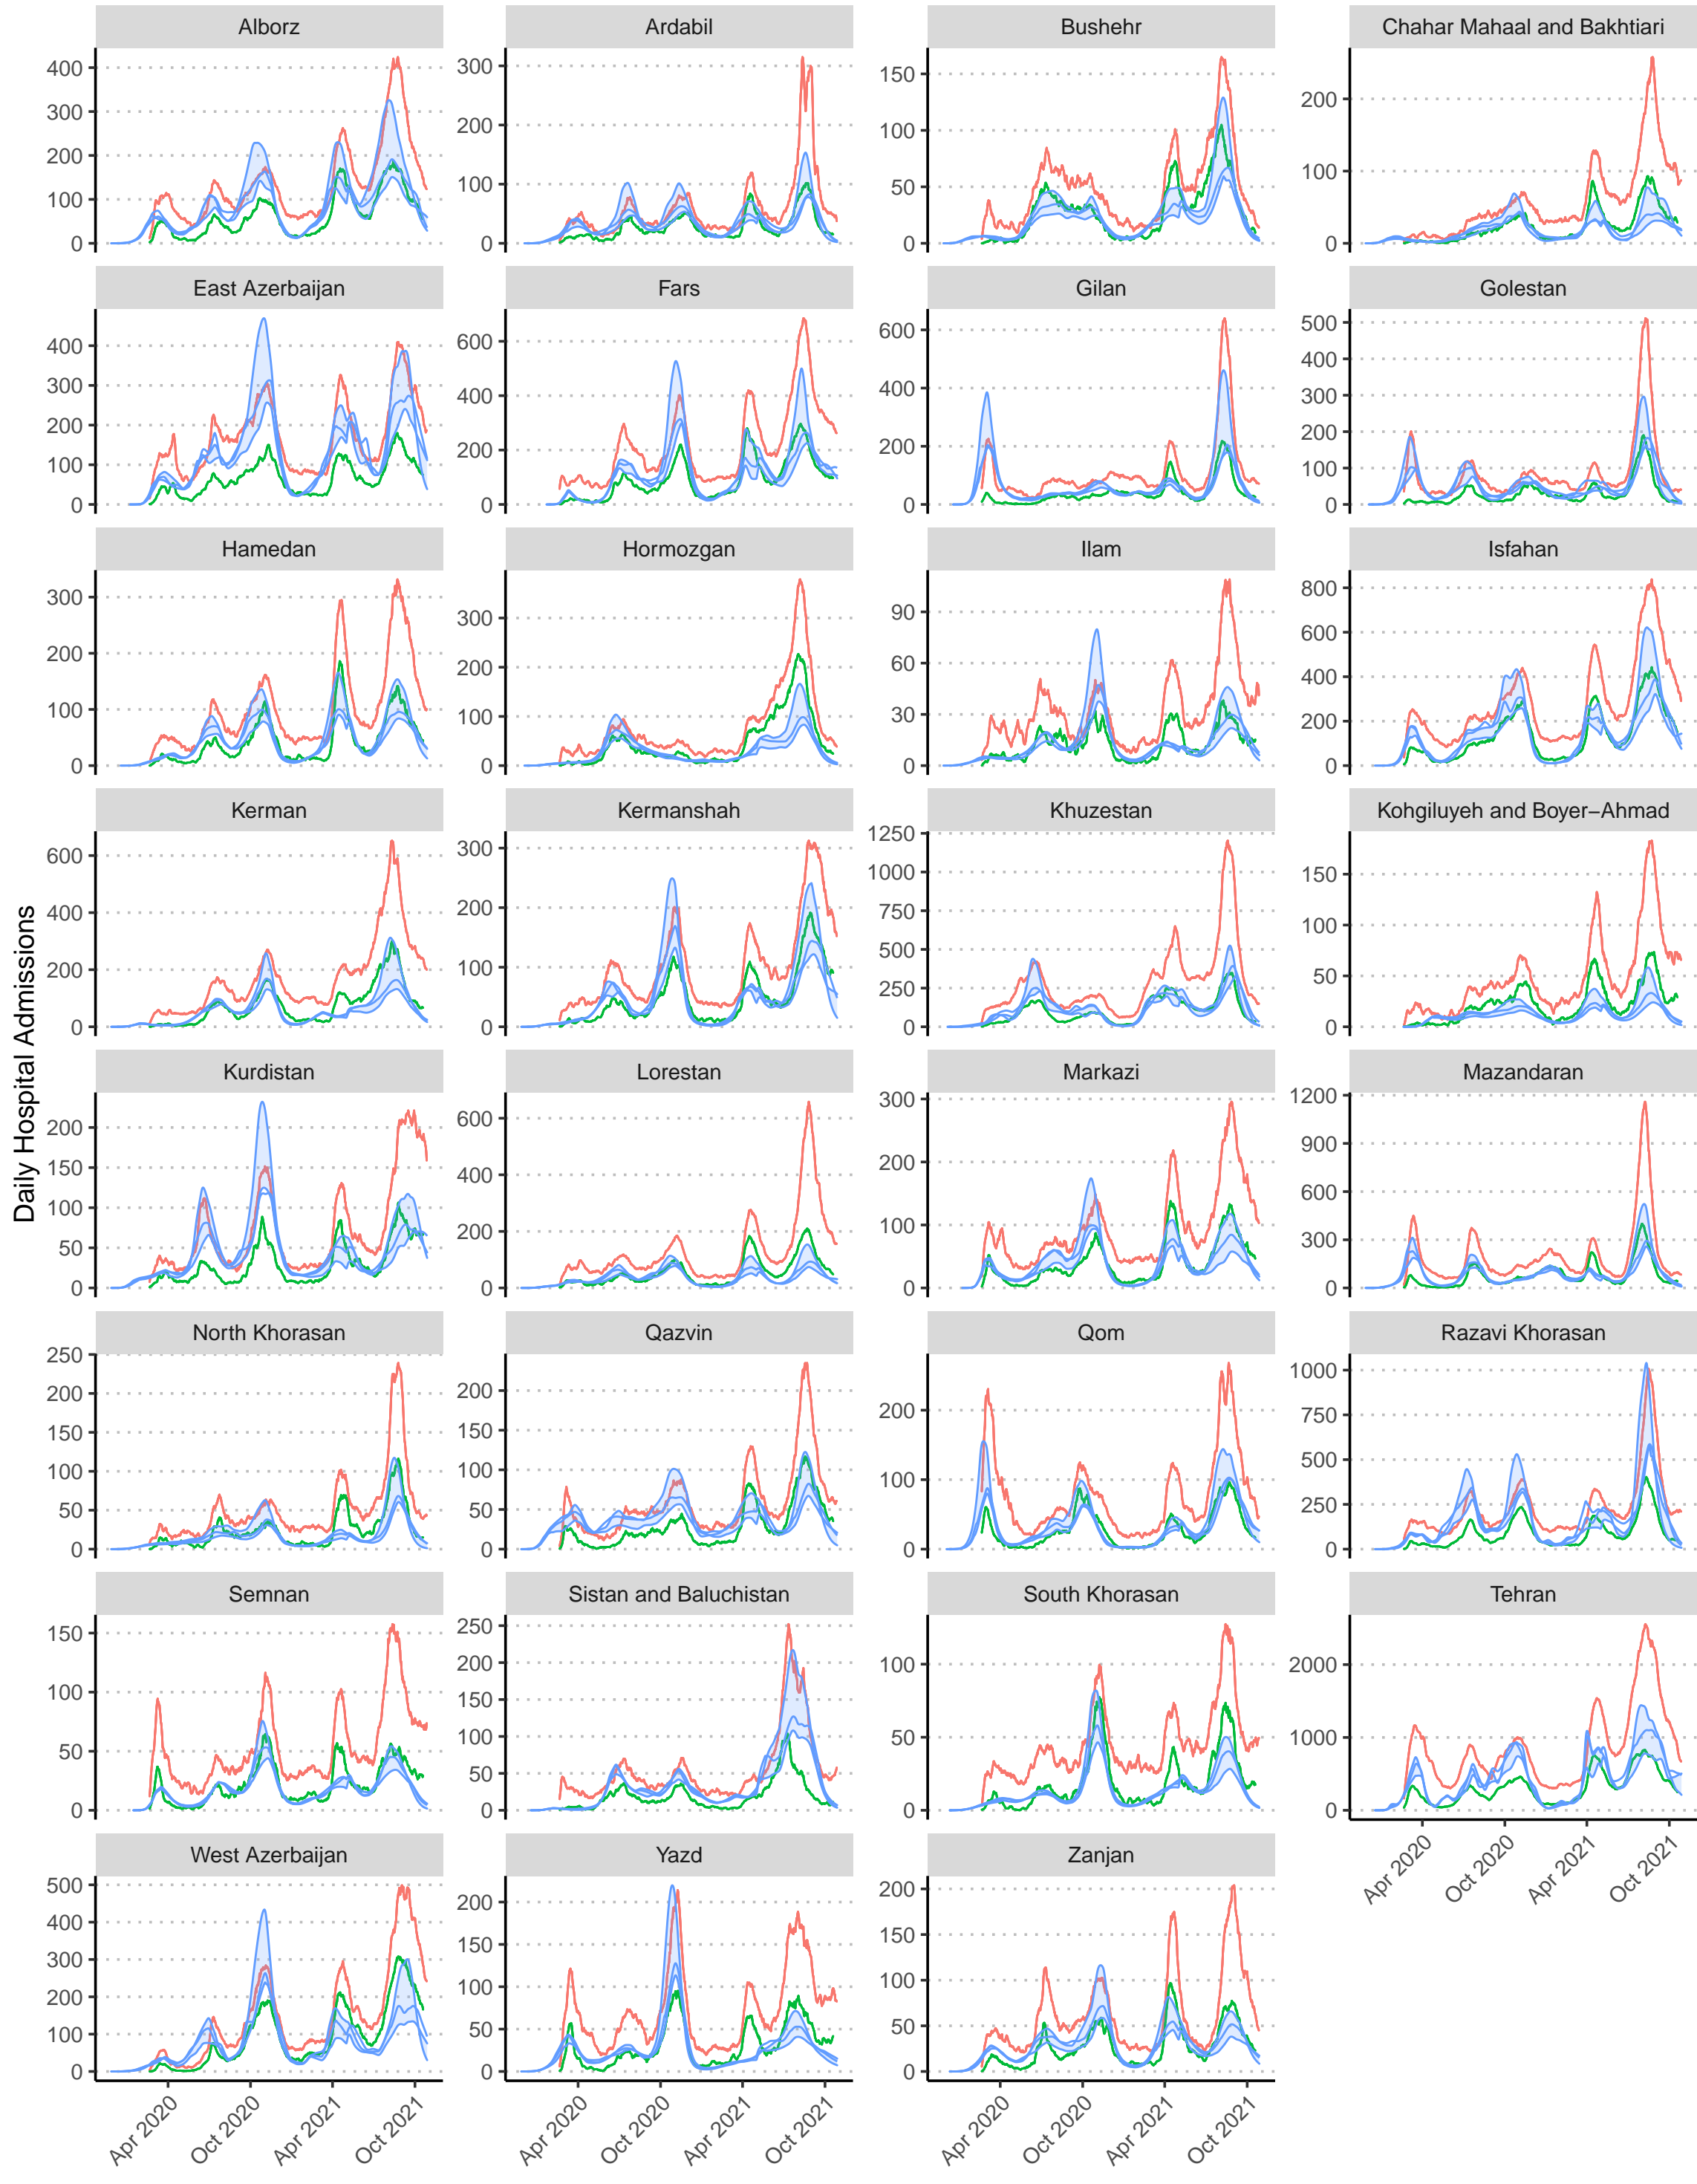 Daily Hospital Admissions
Alborz
400
300
200
100
0
Ardabil
300
200
100
0
Bushehr
150
100
50
0
Chahar Mahaal and Bakhtiari
200
100
0
East Azerbaijan
400
300
200
100
0
Fars
600
400
200
0
Gilan
600
400
200
0
Golestan
500
400
300
200
100
0
Hamedan
300
200
100
0
Hormozgan
300
200
100
0
Ilam
90
60
30
0
Isfahan
800
600
400
200
0
Kerman
600
400
200
0
Kermanshah
300
200
100
0
Khuzestan
1250
1000
750
500
250
0
Kohgiluyeh and Boyer−Ahmad
150
100
50
0
Kurdistan
200
150
100
50
0
Lorestan
600
400
200
0
Markazi
300
200
100
0
Mazandaran
1200
900
600
300
0
North Khorasan
250
200
150
100
50
0
Qazvin
200
150
100
50
0
Qom
200
100
0
Razavi Khorasan
1000
750
500
250
0
Semnan
150
100
50
0
Sistan and Baluchistan
250
200
150
100
50
0
South Khorasan
100
50
0
Tehran
2000
1000
0
Apr 2020
Oct 2020
Apr 2021
Oct 2021
West Azerbaijan
500
400
300
200
100
0
Apr 2020
Oct 2020
Apr 2021
Oct 2021
Yazd
200
150
100
50
0
Apr 2020
Oct 2020
Apr 2021
Oct 2021
Zanjan
200
150
100
50
0
Apr 2020
Oct 2020
Apr 2021
Oct 2021